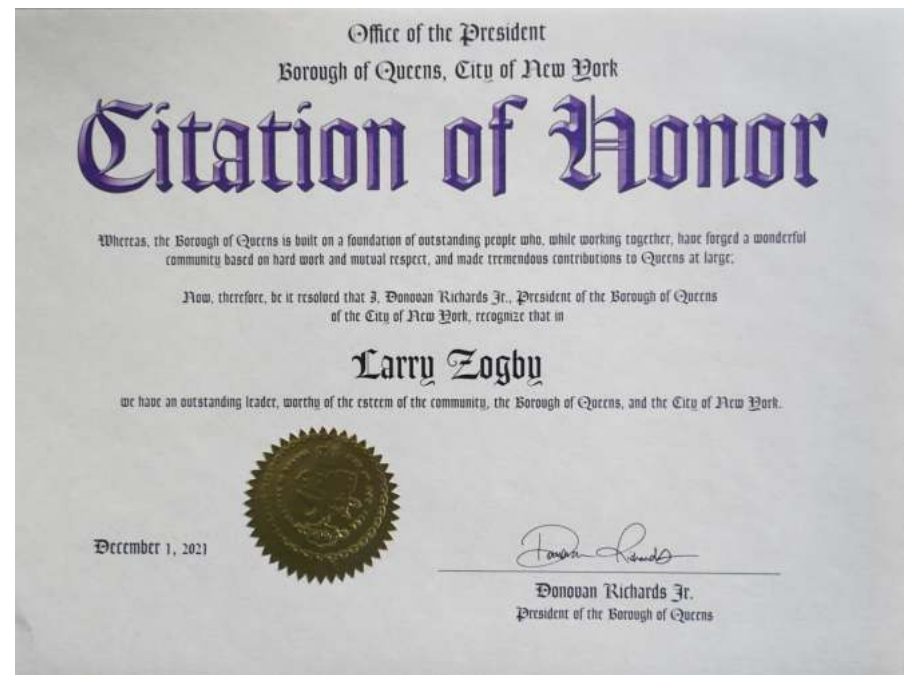 Office of the President
Borough of Queens, City of New York
Citation of Honor
Whereas, the Borough of Queens is built on a foundation of outstanding people who, while working together, have forged a wonderful
community based on hard work and mutual respect, and made tremendous contributions to Queens at large;
Now, therefore, be it resolved that I, Donovan Richards Jr., President of the Borough of Queens
of the City of New York, recognize that in
Larry Zogby
we have an outstanding leader, worthy of the esteem of the community, the Borough of Queens, and the City of New York.
December 1, 2021
Donovan Richards
Donovan Richards Jr.
President of the Borough of Queens